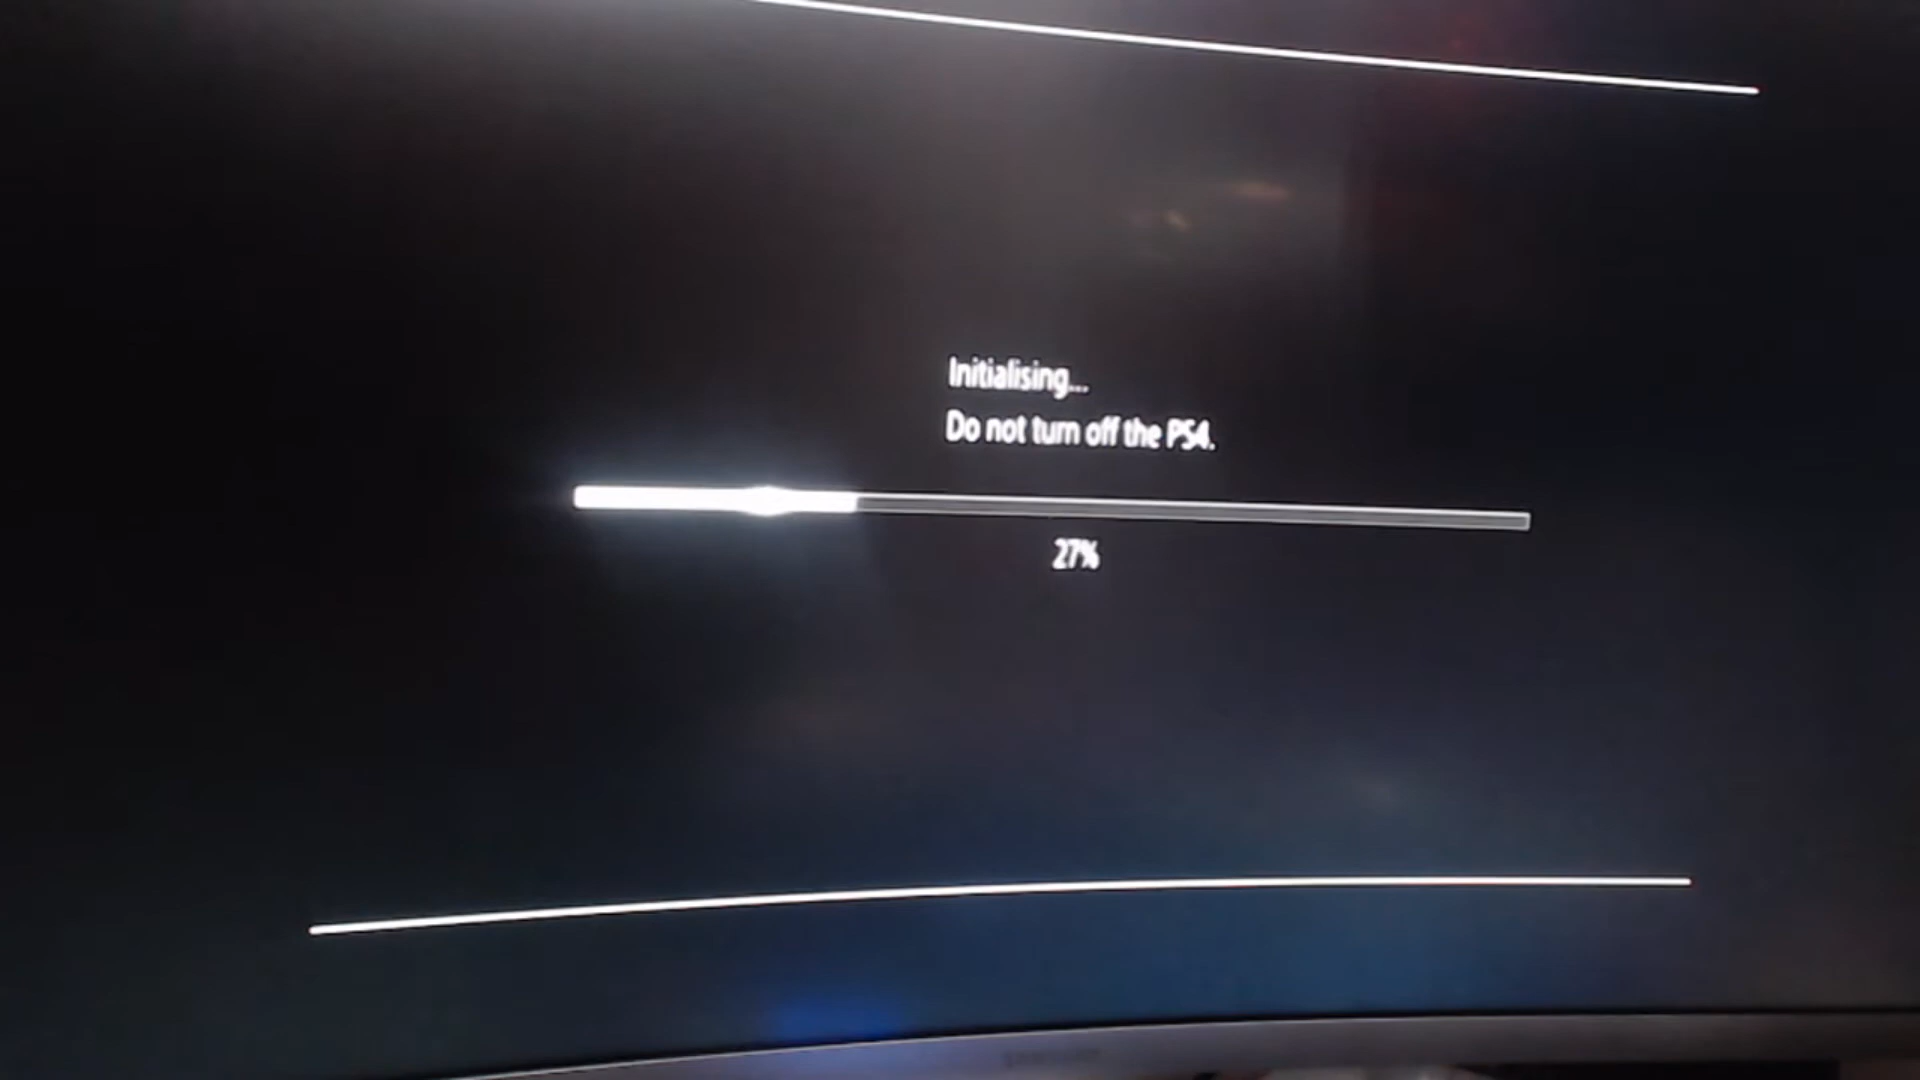 Initialising...
Do not turn off the PS4.
27%